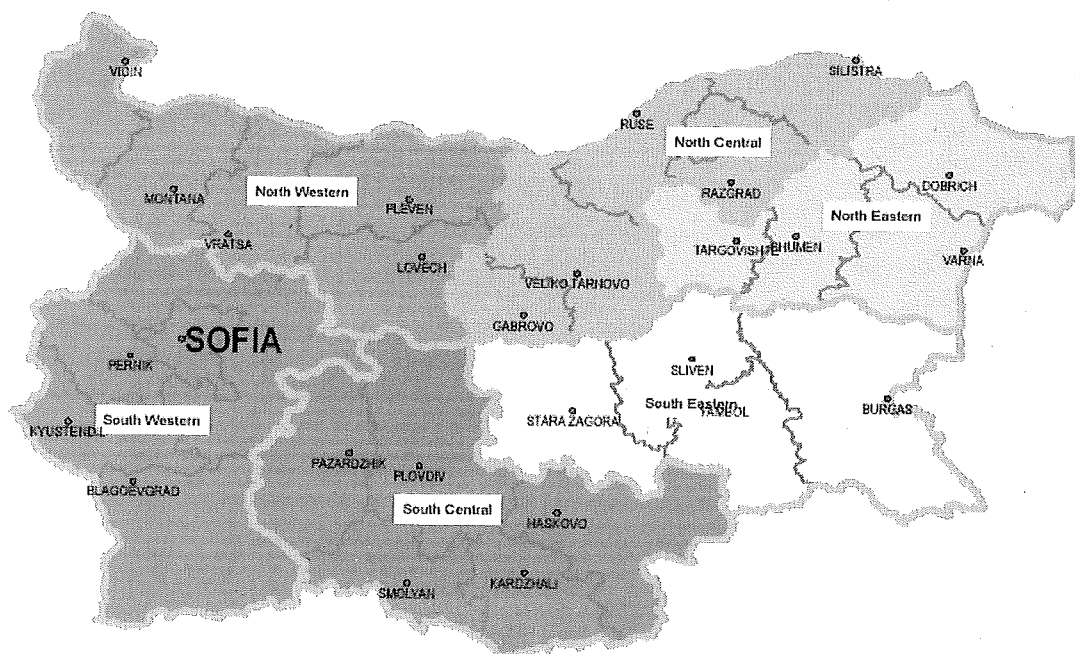 VIDIN
SILISTRA
RUSE
North Central
RAZGRAD
DOBRICH
North Western
MONTANA
PLEVEN
North Eastern
VRATSA
TARGOVISHTE
SHUMEN
VARNA
LOVECH
VELIKO TARNOVO
GABROVO
SOFIA
PERNIK
SLIVEN
South Eastern
YAMBOL
BURGAS
South Western
KYUSTENDIL
STARA ZAGORA
PAZARDZHIK
PLOVDIV
BLAGOEVGRAD
South Central
HASKOVO
SMOLYAN
KARDZHALI